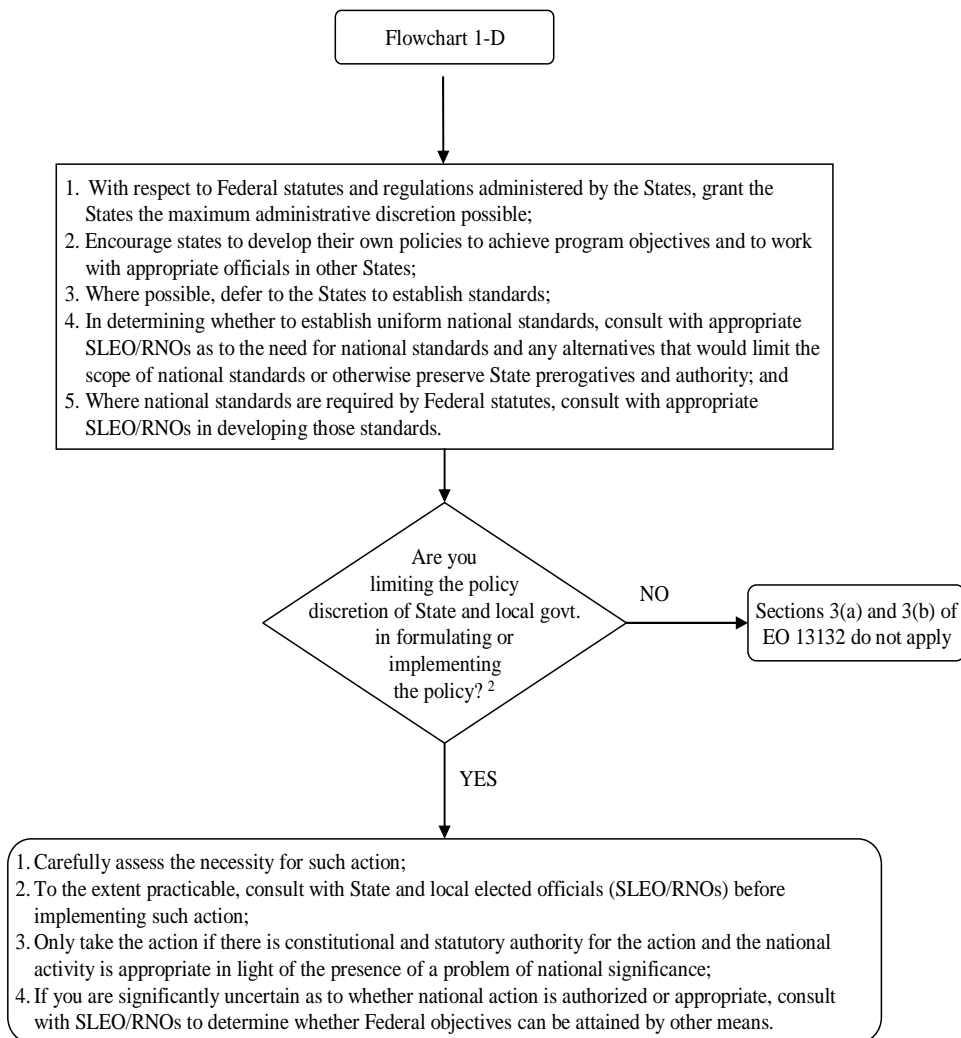 Flowchart 1-D
1. With respect to Federal statutes and regulations administered by the States, grant the
States the maximum administrative discretion possible;
2. Encourage states to develop their own policies to achieve program objectives and to work
with appropriate officials in other States;
3. Where possible, defer to the States to establish standards;
4. In determining whether to establish uniform national standards, consult with appropriate
SLEO/RNOs as to the need for national standards and any alternatives that would limit the
scope of national standards or otherwise preserve State prerogatives and authority; and
5. Where national standards are required by Federal statutes, consult with appropriate
SLEO/RNOs in developing those standards.
Are you
limiting the policy
discretion of State and local govt.
in formulating or
implementing
the policy? 2
NO
Sections 3(a) and 3(b) of
EO 13132 do not apply
YES
1. Carefully assess the necessity for such action;
2. To the extent practicable, consult with State and local elected officials (SLEO/RNOs) before
implementing such action;
3. Only take the action if there is constitutional and statutory authority for the action and the national
activity is appropriate in light of the presence of a problem of national significance;
4. If you are significantly uncertain as to whether national action is authorized or appropriate, consult
with SLEO/RNOs to determine whether Federal objectives can be attained by other means.